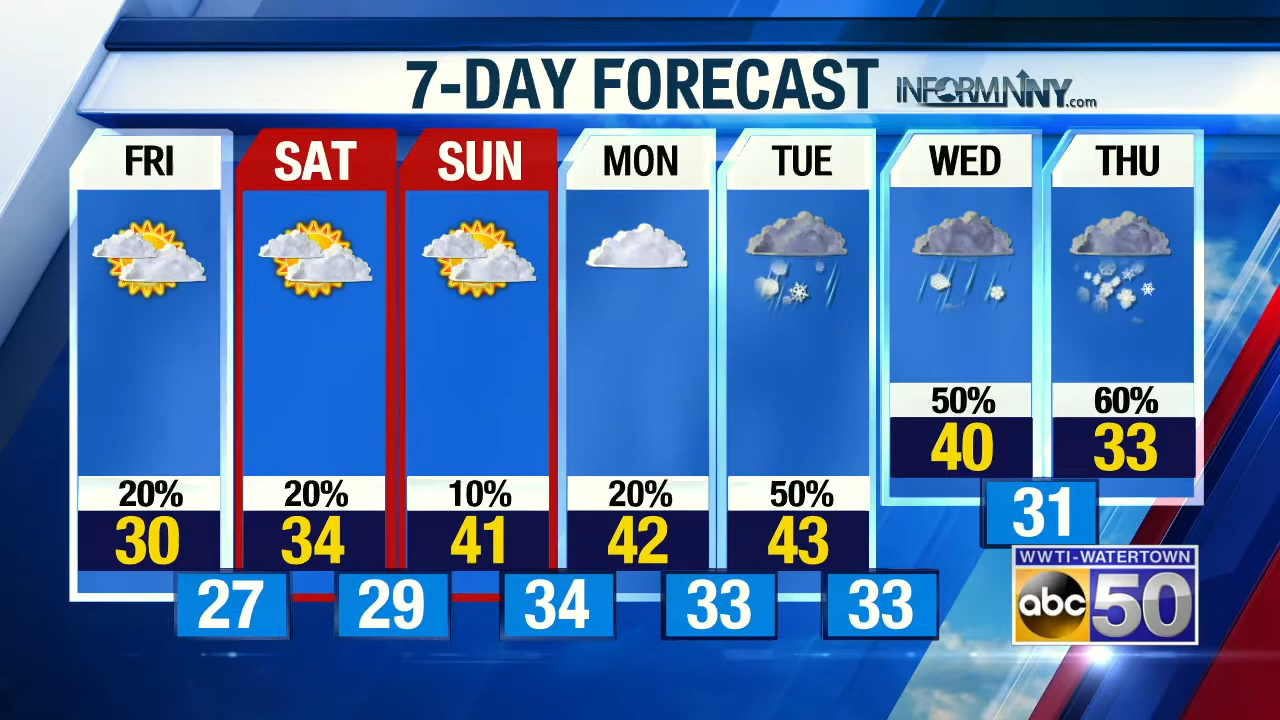 7-DAY FORECAST INFORMNNY.com
FRI SAT SUN MON TUE WED THU
50% 60%
40 33
20% 20% 10% 20% 50%
30 34 41 42 43
31
27 29 34 33 33
WWTI-WATERTOWN
abc 50